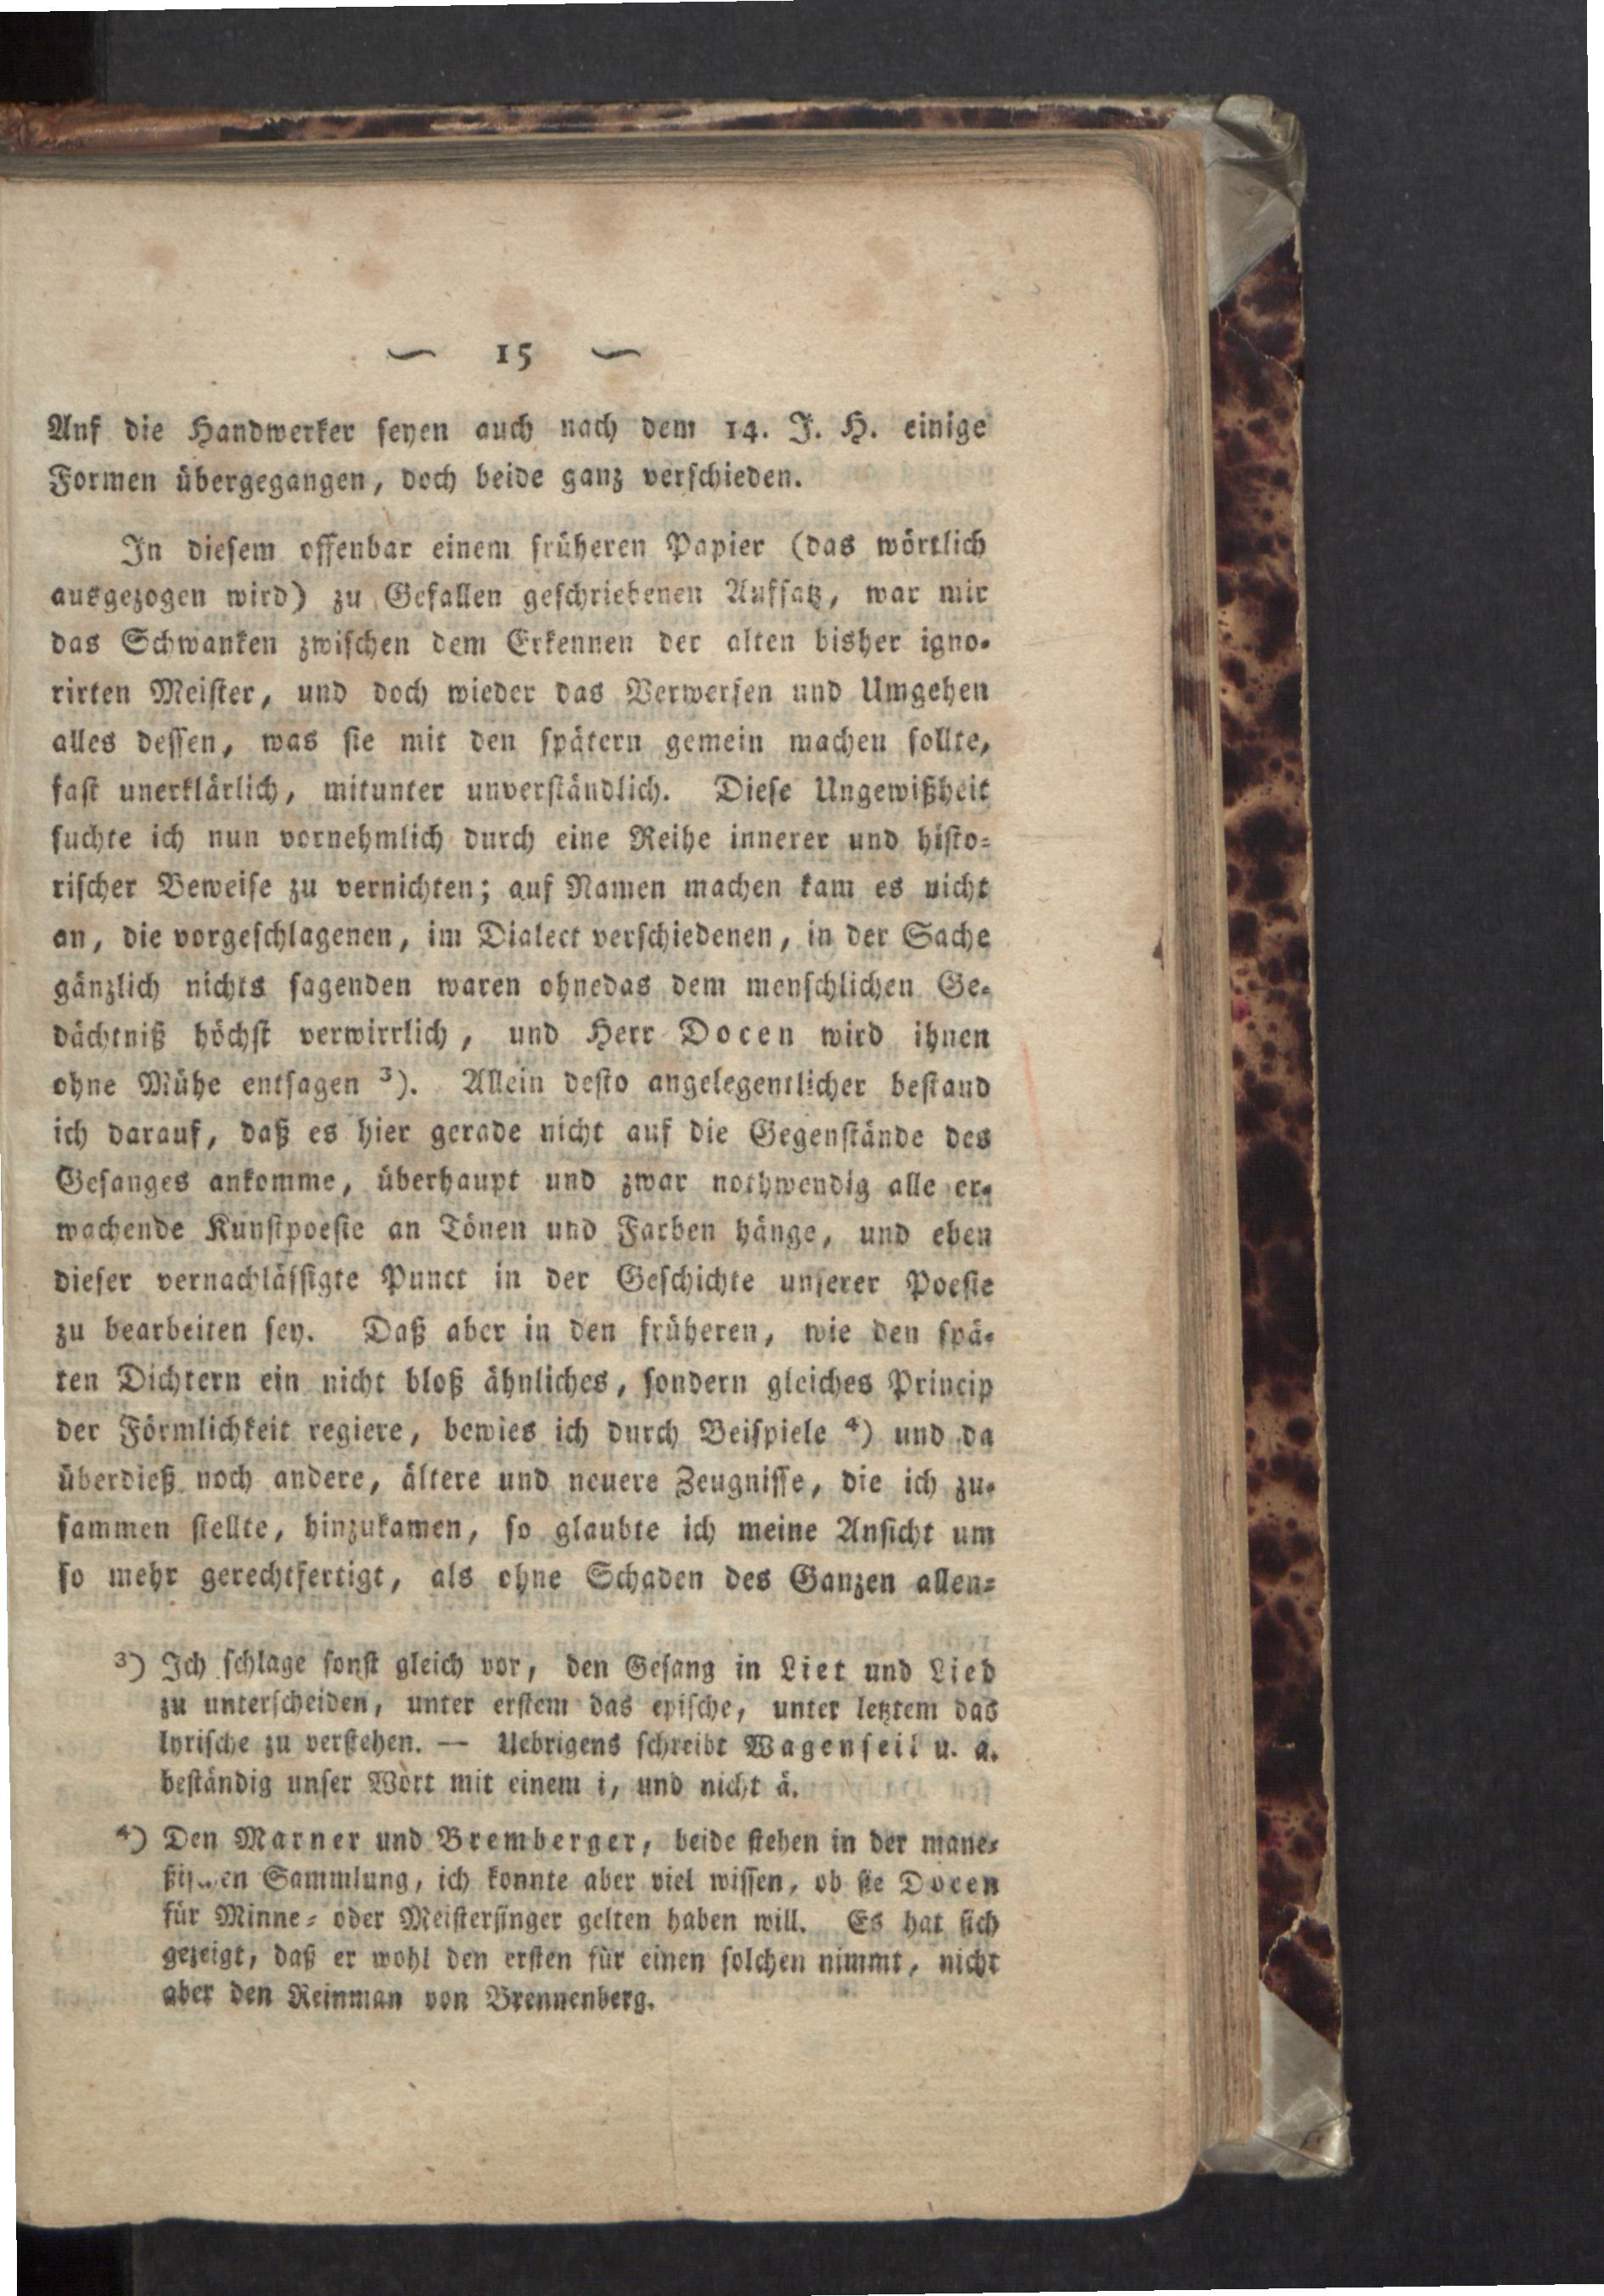 — 15 —
Auf die Handwerker seyen auch nach dem 14. J. H. einige
Formen übergegangen, doch beide ganz verschieden.
In diesem offenbar einem früheren Papier (das wörtlich
ausgezogen wird) zu Gefallen geschriebenen Aufsatz, war mir
das Schwanken zwischen dem Erkennen der alten bisher igno-
rirten Meister, und doch wieder das Verwerfen und Umgehen
alles dessen, was sie mit den spätern gemein machen sollte,
fast unerklärlich, mitunter unverständlich. Diese Ungewißheit
suchte ich nun vornehmlich durch eine Reihe innerer und histo-
rischer Beweise zu vernichten; auf Namen machen kam es nicht
an, die vorgeschlagenen, im Dialect verschiedenen, in der Sache
gänzlich nichts sagenden waren ohnedas dem menschlichen Ge-
dächtniß höchst verwirrlich, und Herr Docen wird ihnen
ohne Mühe entsagen ³). Allein desto angelegentlicher bestand
ich darauf, daß es hier gerade nicht auf die Gegenstände des
Gesanges ankomme, überhaupt und zwar nothwendig alle er-
wachende Kunstpoesie an Tönen und Farben hänge, und eben
dieser vernachlässigte Punct in der Geschichte unserer Poesie
zu bearbeiten sey. Daß aber in den früheren, wie den spä-
ten Dichtern ein nicht bloß ähnliches, sondern gleiches Princip
der Förmlichkeit regiere, bewies ich durch Beispiele ⁴) und da
überdieß noch andere, ältere und neuere Zeugnisse, die ich zu-
sammen stellte, hinzukamen, so glaubte ich meine Ansicht um
so mehr gerechtfertigt, als ohne Schaden des Ganzen allen-
³) Ich schlage sonst gleich vor, den Gesang in Liet und Lied
zu unterscheiden, unter erstem das epische, unter letztem das
lyrische zu verstehen. — Uebrigens schreibt Wagenseil u. a.
beständig unser Wort mit einem i, und nicht ä.
⁴) Den Marner und Bremberger, beide stehen in der mane-
ßischen Sammlung, ich konnte aber viel wissen, ob sie Docen
für Minne- oder Meistersinger gelten haben will. Es hat sich
gezeigt, daß er wohl den ersten für einen solchen nimmt, nicht
aber den Reinman von Brennenberg.